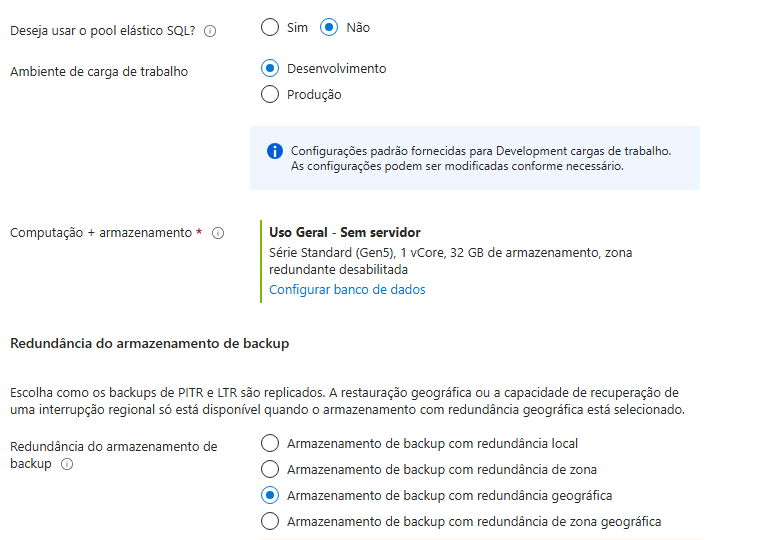 Deseja usar o pool elástico SQL?
Sim
Não
Ambiente de carga de trabalho
Desenvolvimento
Produção
Configurações padrão fornecidas para Development cargas de trabalho.
As configurações podem ser modificadas conforme necessário.
Computação + armazenamento *
Uso Geral - Sem servidor
Série Standard (Gen5), 1 vCore, 32 GB de armazenamento, zona
redundante desabilitada
Configurar banco de dados
Redundância do armazenamento de backup
Escolha como os backups de PITR e LTR são replicados. A restauração geográfica ou a capacidade de recuperação de
uma interrupção regional só está disponível quando o armazenamento com redundância geográfica está selecionado.
Redundância do armazenamento de
backup
Armazenamento de backup com redundância local
Armazenamento de backup com redundância de zona
Armazenamento de backup com redundância geográfica
Armazenamento de backup com redundância de zona geográfica